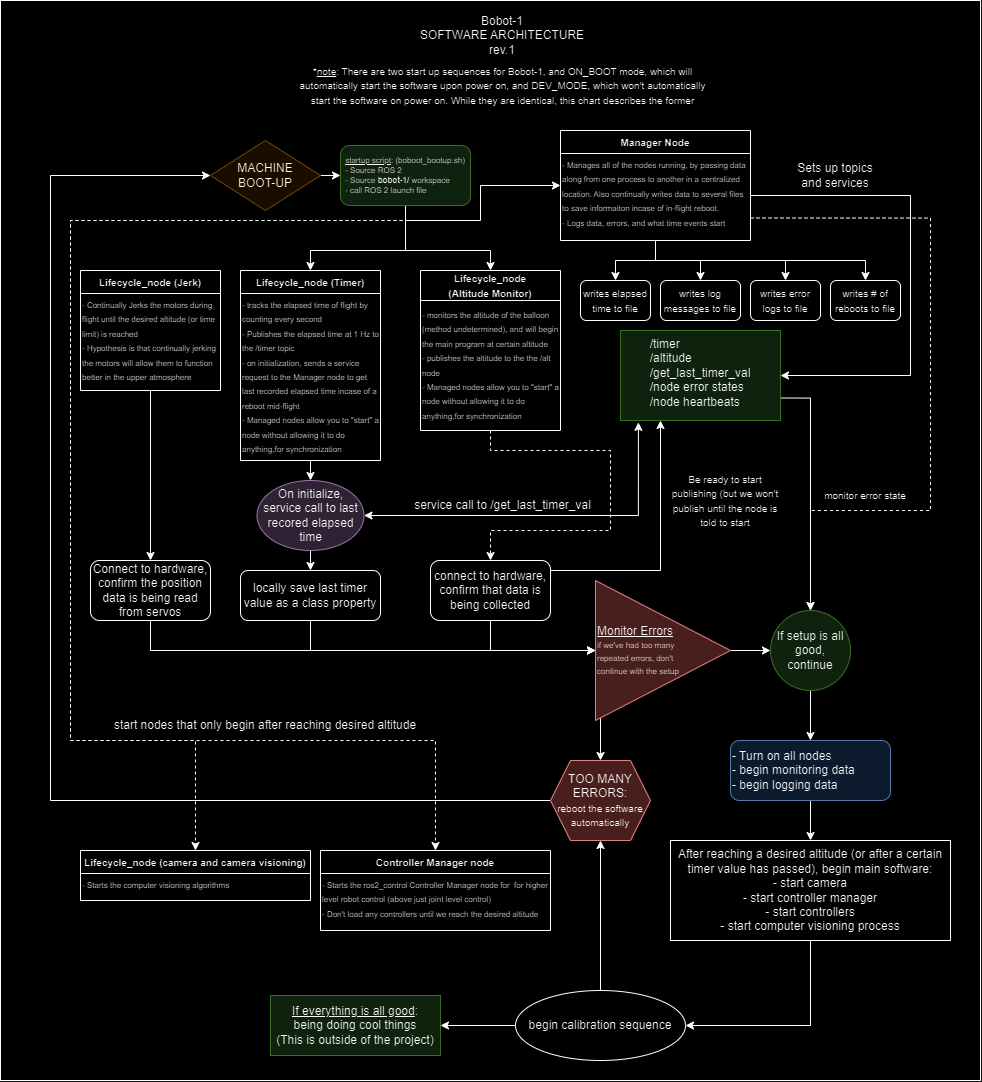 Bobot-1
SOFTWARE ARCHITECTURE
rev.1
*note: There are two start up sequences for Bobot-1, and ON_BOOT mode, which will
automatically start the software upon power on, and DEV_MODE, which won't automatically
start the software on power on. While they are identical, this chart describes the former
MACHINE
BOOT-UP
startup script: (boboot_bootup.sh)
- Source ROS 2
- Source bobot-1/ workspace
- call ROS 2 launch file
Manager Node
- Manages all of the nodes running, by passing data
along from one process to another in a centralized
location. Also continually writes data to several files
to save informaiton incase of in-flight reboot.
- Logs data, errors, and what time events start
Sets up topics
and services
Lifecycle_node (Jerk)
- Continually Jerks the motors during
flight until the desired altitude (or time
limit) is reached
- Hypothesis is that continually jerking
the motors will allow them to function
better in the upper atmosphere
Lifecycle_node (Timer)
- tracks the elapsed time of flight by
counting every second
- Publishes the elapsed time at 1 Hz to
the /timer topic
- on initialization, sends a service
request to the Manager node to get
last recorded elapsed time incase of a
reboot mid-flight
- Managed nodes allow you to "start" a
node without allowing it to do
anything,for synchronization
Lifecycle_node
(Altitude Monitor)
- monitors the altitude of the balloon
(method undetermined), and will begin
the main program at certain altitude
- publishes the altitude to the the /alt
node
- Managed nodes allow you to "start" a
node without allowing it to do
anything,for synchronization
writes elapsed
time to file
writes log
messages to file
writes error
logs to file
writes # of
reboots to file
/timer
/altitude
/get_last_timer_val
/node error states
/node heartbeats
On initialize,
service call to last
recored elapsed
time
service call to /get_last_timer_val
Be ready to start
publishing (but we won't
publish until the node is
told to start
monitor error state
Connect to hardware,
confirm the position
data is being read
from servos
locally save last timer
value as a class property
connect to hardware,
confirm that data is
being collected
Monitor Errors
if we've had too many
repeated errors, don't
continue with the setup
If setup is all
good,
continue
start nodes that only begin after reaching desired altitude
- Turn on all nodes
- begin monitoring data
- begin logging data
TOO MANY
ERRORS:
reboot the software
automatically
Lifecycle_node (camera and camera visioning)
- Starts the computer visioning algorithms
Controller Manager node
- Starts the ros2_control Controller Manager node for  for higher
level robot control (above just joint level control)
- Don't load any controllers until we reach the desired altitude
After reaching a desired altitude (or after a certain
timer value has passed), begin main software:
- start camera
- start controller manager
- start controllers
- start computer visioning process
If everything is all good:
being doing cool things
(This is outside of the project)
begin calibration sequence